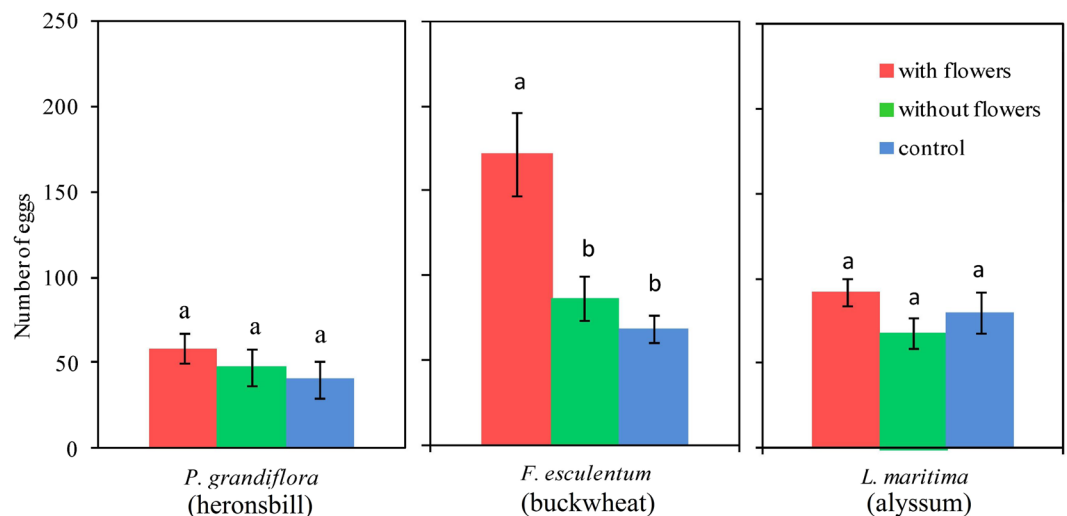 250
200
150
100
50
0
Number of eggs
a
a
a
a
b
b
a
a
a
with flowers
without flowers
control
P. grandiflora
(heronsbill)
F. esculentum
(buckwheat)
L. maritima
(alyssum)